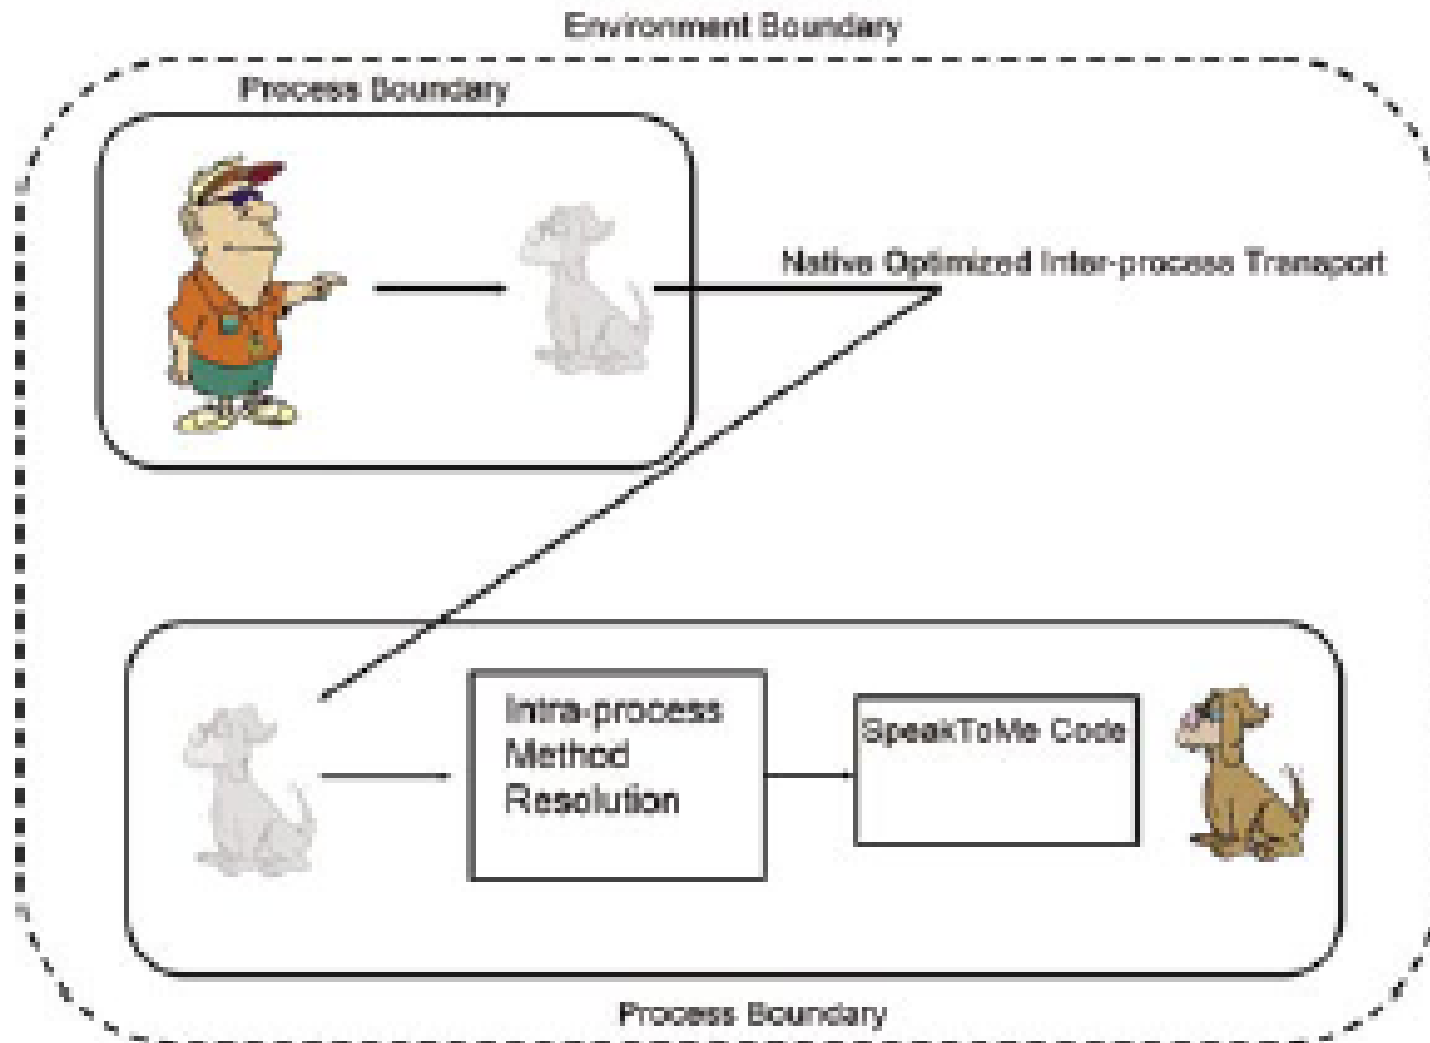 Environment Boundary
Process Boundary
Native Optimized Inter-process Transport
Intra-process
Method
Resolution
SpeakToMe Code
Process Boundary